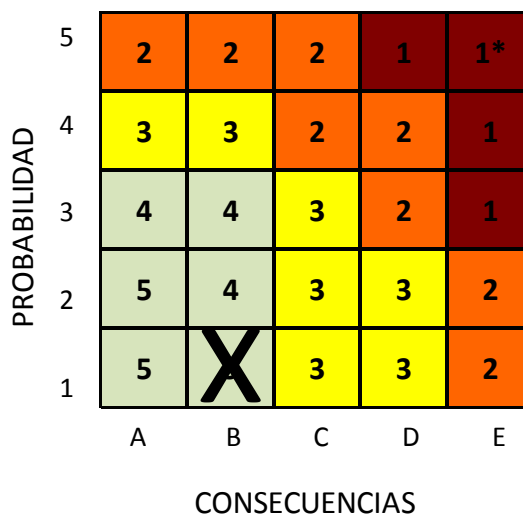 PROBABILIDAD
5 2 2 2 1 1*
4 3 3 2 2 1
3 4 4 3 2 1
2 5 4 3 3 2
1 5 X 3 3 2
A B C D E
CONSECUENCIAS